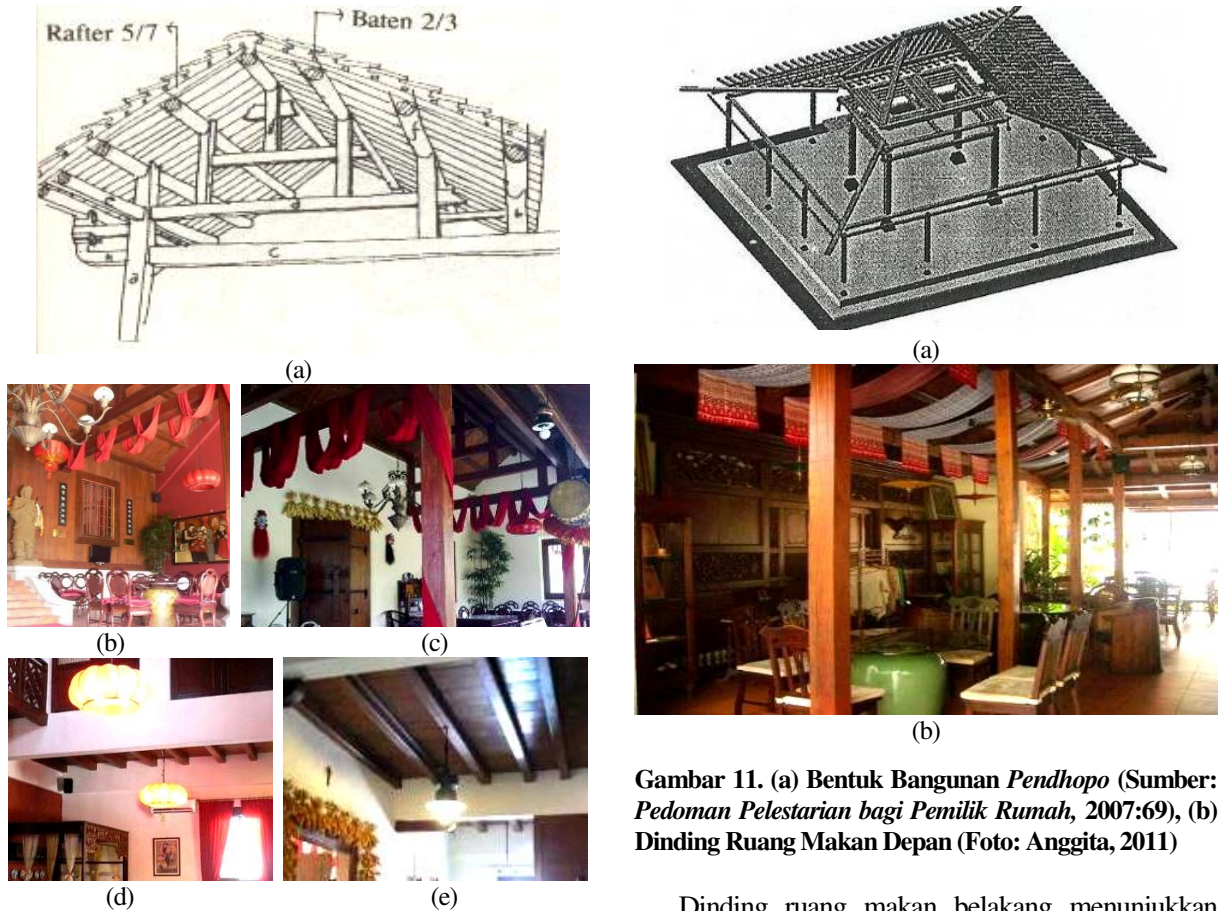 Rafter 5/7
Baten 2/3
C
a
(a)
(b)
(c)
(d)
(e)
(a)
(b)
Gambar 11. (a) Bentuk Bangunan Pendhopo (Sumber:
Pedoman Pelestarian bagi Pemilik Rumah, 2007:69), (b)
Dinding Ruang Makan Depan (Foto: Anggita, 2011)
Dinding ruang makan belakang menunjukkan